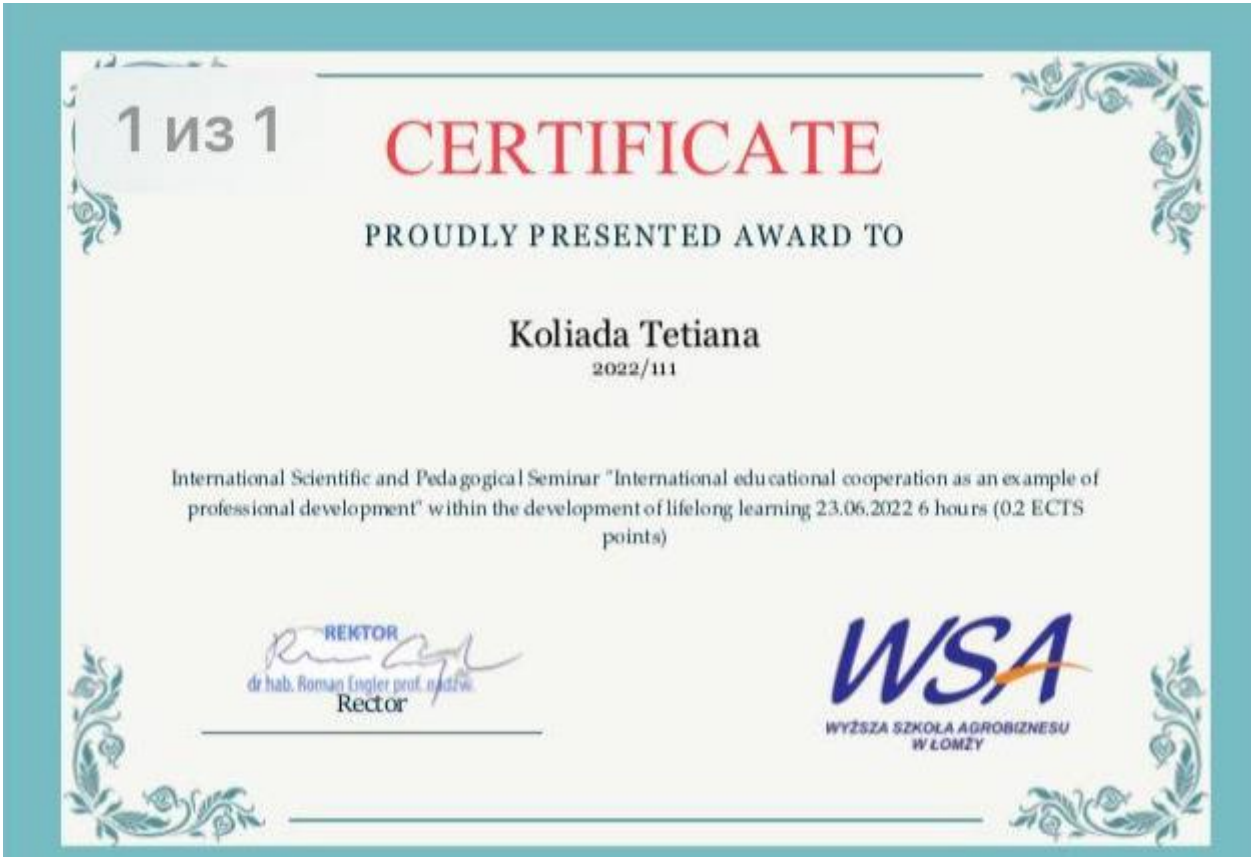 1 из 1
CERTIFICATE
PROUDLY PRESENTED AWARD TO
Koliada Tetiana
2022/111
International Scientific and Pedagogical Seminar "International educational cooperation as an example of
professional development" within the development of lifelong learning 23.06.2022 6 hours (0.2 ECTS
points)
REKTOR
dr hab. Roman Engler prof. nadzw.
Rector
WSA
WYŻSZA SZKOŁA AGROBIZNESU
W ŁOMŻY